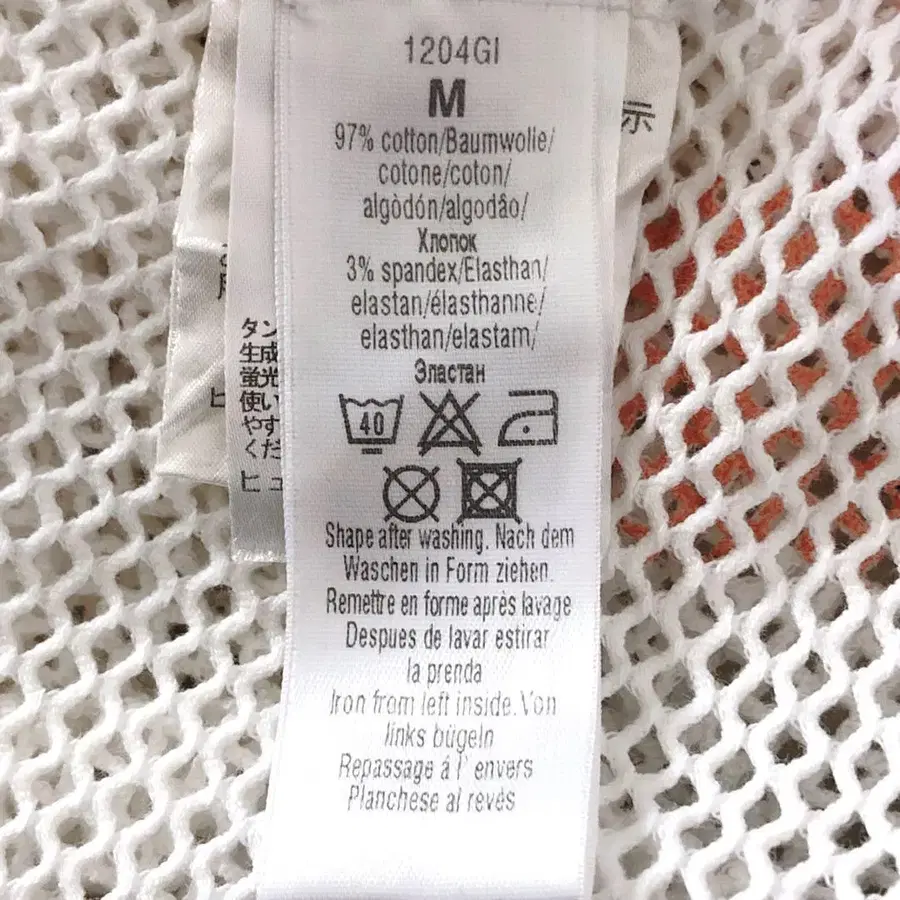 1204GI
M
97% cotton/Baumwolle/
cotone/coton/
algòdón/algodâo/
Хлопок
3% spandex/Elasthan/
elastan/élasthanne/
elasthan/elastam/
Эластан
40
Shape after washing. Nach dem
Waschen in Form ziehen.
Remettre en forme après lavage
Despues de lavar estirar
la prenda
Iron from left inside. Von
links bügeln
Repassage á l' envers
Planchese al revés
示
タン
生成
蛍光
使い
やす
くだ
ヒュ
ヒ